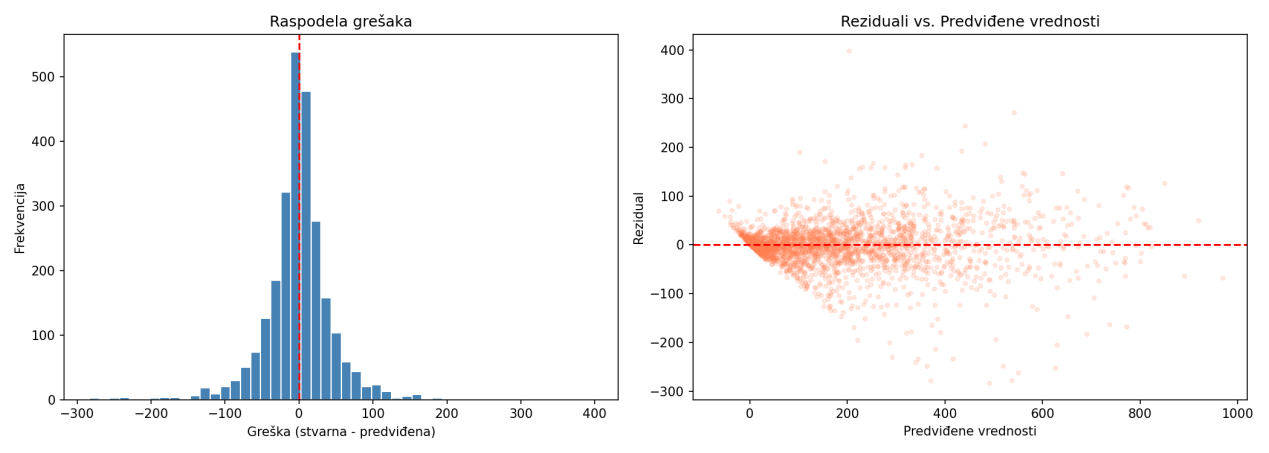 Raspodela grešaka
Frekvencija
500
400
300
200
100
0
−300 −200 −100 0 100 200 300 400
Greška (stvarna - predviđena)
Reziduali vs. Predviđene vrednosti
Rezidual
400
300
200
100
0
−100
−200
−300
0 200 400 600 800 1000
Predviđene vrednosti